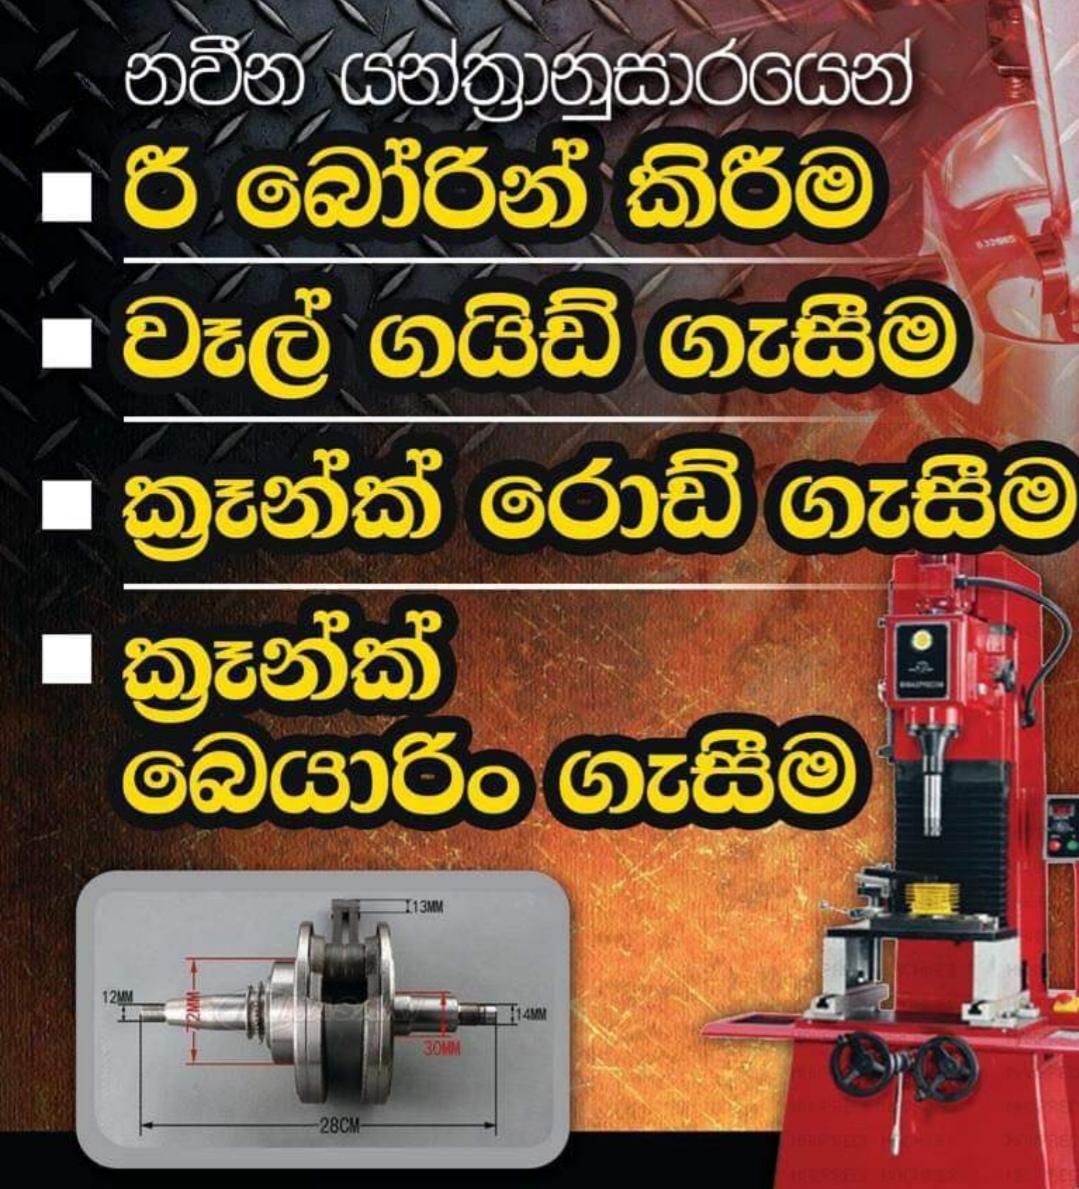 නවීන යන්ත්‍රානුසාරයෙන්
රී බෝරින් කිරීම
වෑල් ගයිඩ් ගැසීම
ක්‍රෑන්ක් රොඩ් ගැසීම
ක්‍රෑන්ක්
බෙයාරිං ගැසීම
13MM
12MM
72MM
14MM
30MM
28CM